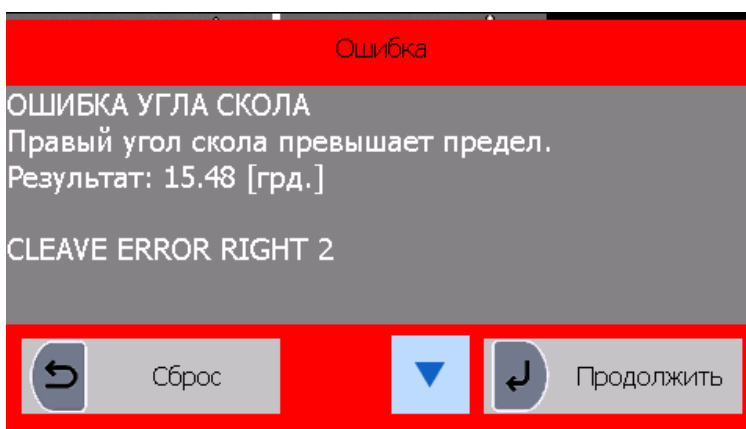 Ошибка
ОШИБКА УГЛА СКОЛА
Правый угол скола превышает предел.
Результат: 15.48 [грд.]
CLEAVE ERROR RIGHT 2
Сброс
Продолжить